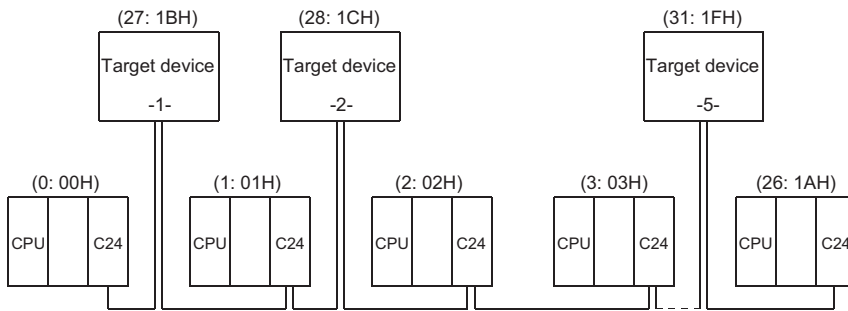 (27: 1BH) (28: 1CH) (31: 1FH)
Target device Target device Target device
-1- -2- -5-
(0: 00H) (1: 01H) (2: 02H) (3: 03H) (26: 1AH)
CPU C24 CPU C24 CPU C24 CPU C24 CPU C24